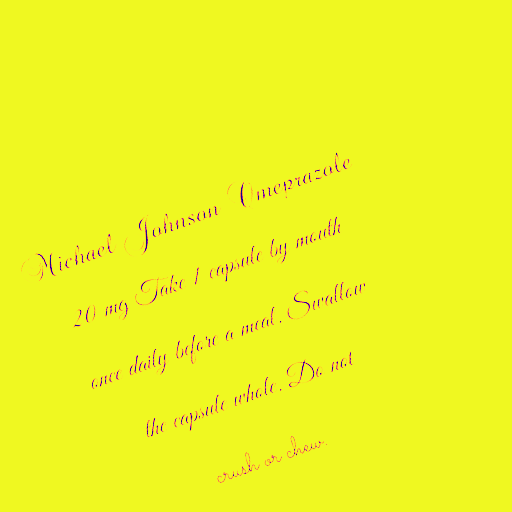 Michael Johnson Omeprazole
20 mg Take 1 capsule by mouth
once daily before a meal. Swallow
the capsule whole. Do not
crush or chew.